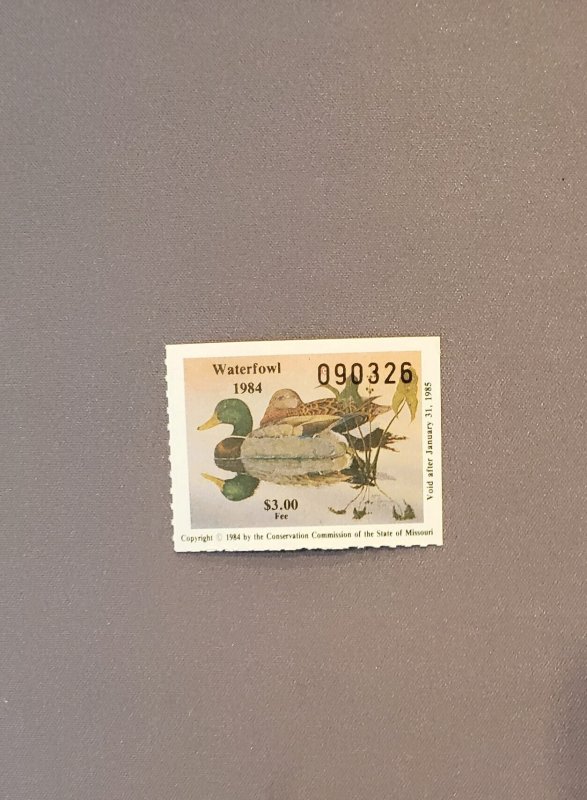 Waterfowl
1984
090326
$3.00
Fee
Void after January 31, 1985
Copyright © 1984 by the Conservation Commission of the State of Missouri